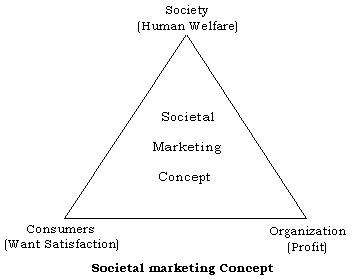 Society
(Human Welfare)
Societal
Marketing
Concept
Consumers
(Want Satisfaction)
Organization
(Profit)
Societal marketing Concept